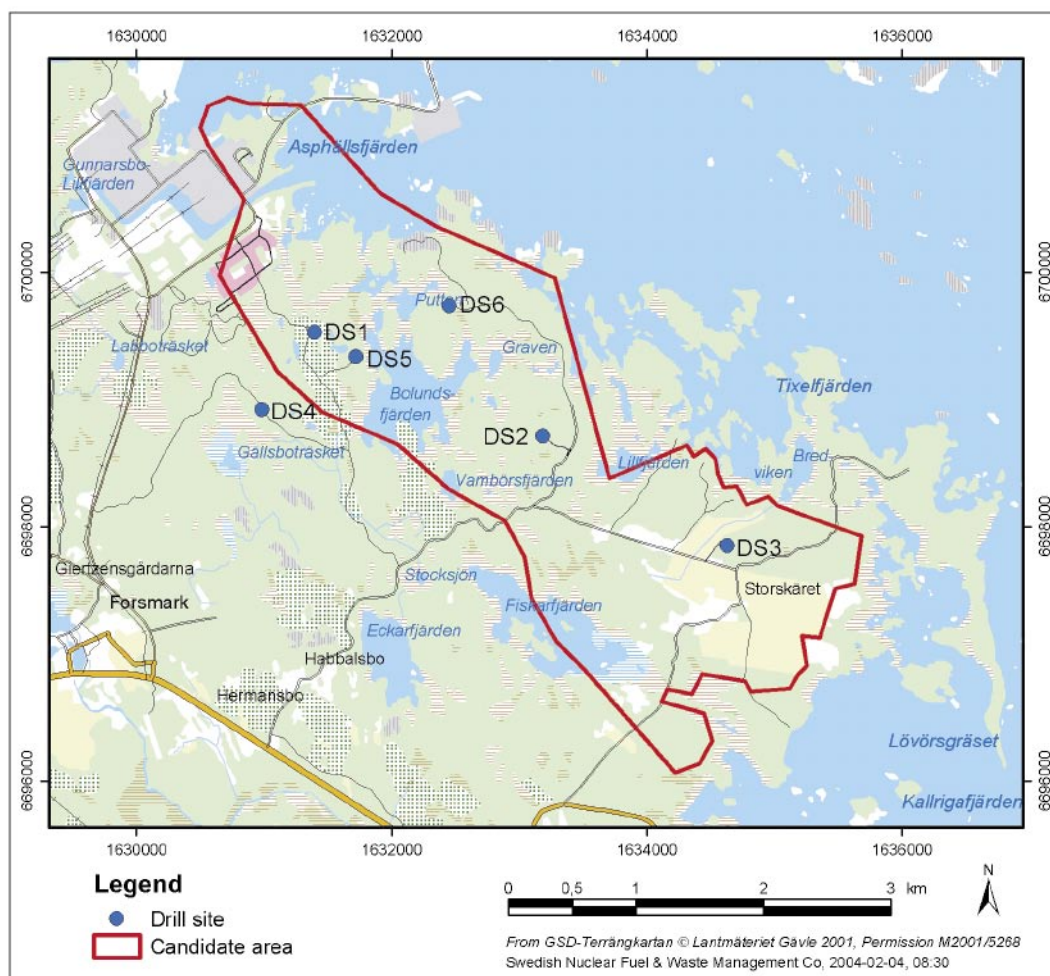 1630000 1632000 1634000 1636000
Asphällsfjärden
Gunnarsbo-
Lillfjärden
6700000 6700000
Puttan
DS6
DS1
Labboträsket
Graven
DS5
Tixelfjärden
Bolunds-
fjärden
DS4
DS2
Gällsboträsket
Lillfjärden
Bred-
viken
Vambörsfjärden
6698000 6698000
DS3
Giertzensgårdarna
Stocksjön
Storskäret
Forsmark
Fiskarfjärden
Eckarfjärden
Habbalsbo
Hermansbo
Lövörsgräset
6696000 6696000
Kallrigafjärden
1630000 1632000 1634000 1636000
Legend
Drill site
Candidate area
0 0,5 1 2 3 km
N
From GSD-Terrängkartan © Lantmäteriet Gävle 2001, Permission M2001/5268
Swedish Nuclear Fuel & Waste Management Co, 2004-02-04, 08:30